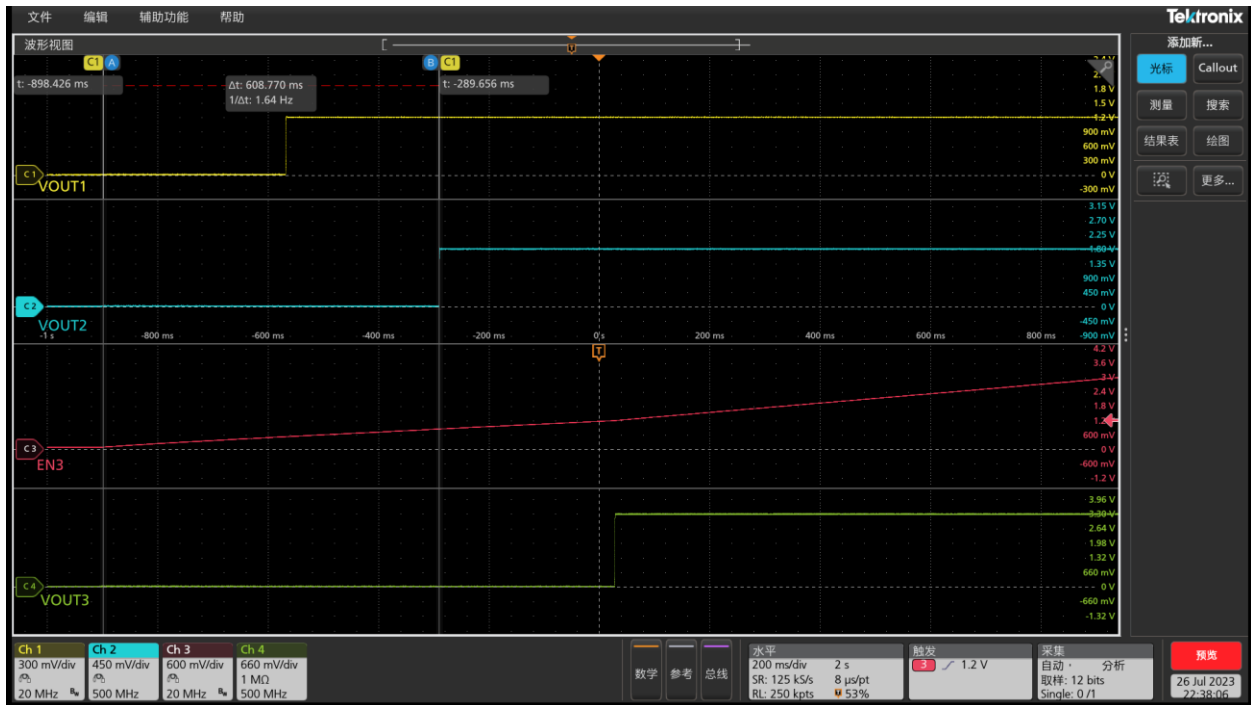 文件 编辑 辅助功能 帮助
Tektronix
波形视图
添加新...
光标 Callout
测量 搜索
结果表 绘图
更多...
C1 A
B C1
t: -898.426 ms
Δt: 608.770 ms
1/Δt: 1.64 Hz
t: -289.656 ms
1.8 V
1.5 V
1.2 V
900 mV
600 mV
300 mV
0 V
-300 mV
C1
VOUT1
3.15 V
2.70 V
2.25 V
1.80 V
1.35 V
900 mV
450 mV
0 V
-450 mV
-900 mV
C2
VOUT2
-1 s -800 ms -600 ms -400 ms -200 ms 0 s 200 ms 400 ms 600 ms 800 ms
T
4.2 V
3.6 V
3 V
2.4 V
1.8 V
1.2
600 mV
0 V
-600 mV
-1.2 V
C3
EN3
3.96 V
3.30 V
2.64 V
1.98 V
1.32 V
660 mV
0 V
-660 mV
-1.32 V
C4
VOUT3
Ch 1
300 mV/div
20 MHz
Ch 2
450 mV/div
500 MHz
Ch 3
600 mV/div
20 MHz
Ch 4
660 mV/div
1 MΩ
500 MHz
数学 参考 总线
水平
200 ms/div 2 s
SR: 125 kS/s 8 µs/pt
RL: 250 kpts 53%
触发
3 1.2 V
采集
自动, 分析
取样: 12 bits
Single: 0 /1
预览
26 Jul 2023
22:38:06